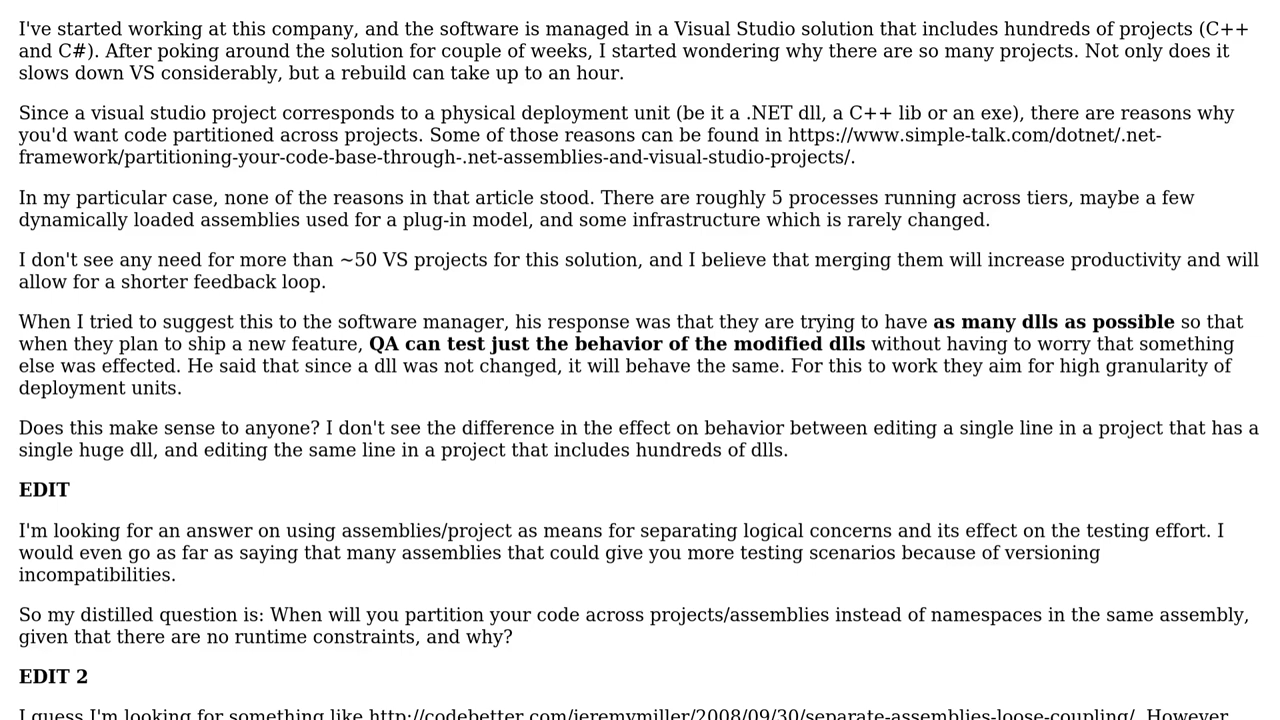 I've started working at this company, and the software is managed in a Visual Studio solution that includes hundreds of projects (C++
and C#). After poking around the solution for couple of weeks, I started wondering why there are so many projects. Not only does it
slows down VS considerably, but a rebuild can take up to an hour.
Since a visual studio project corresponds to a physical deployment unit (be it a .NET dll, a C++ lib or an exe), there are reasons why
you'd want code partitioned across projects. Some of those reasons can be found in https://www.simple-talk.com/dotnet/.net-
framework/partitioning-your-code-base-through-.net-assemblies-and-visual-studio-projects/.
In my particular case, none of the reasons in that article stood. There are roughly 5 processes running across tiers, maybe a few
dynamically loaded assemblies used for a plug-in model, and some infrastructure which is rarely changed.
I don't see any need for more than ~50 VS projects for this solution, and I believe that merging them will increase productivity and will
allow for a shorter feedback loop.
When I tried to suggest this to the software manager, his response was that they are trying to have as many dlls as possible so that
when they plan to ship a new feature, QA can test just the behavior of the modified dlls without having to worry that something
else was effected. He said that since a dll was not changed, it will behave the same. For this to work they aim for high granularity of
deployment units.
Does this make sense to anyone? I don't see the difference in the effect on behavior between editing a single line in a project that has a
single huge dll, and editing the same line in a project that includes hundreds of dlls.
EDIT
I'm looking for an answer on using assemblies/project as means for separating logical concerns and its effect on the testing effort. I
would even go as far as saying that many assemblies that could give you more testing scenarios because of versioning
incompatibilities.
So my distilled question is: When will you partition your code across projects/assemblies instead of namespaces in the same assembly,
given that there are no runtime constraints, and why?
EDIT 2
I guess I'm looking for something like http://codebetter.com/jeremymiller/2008/09/30/separate-assemblies-loose-coupling/. However,